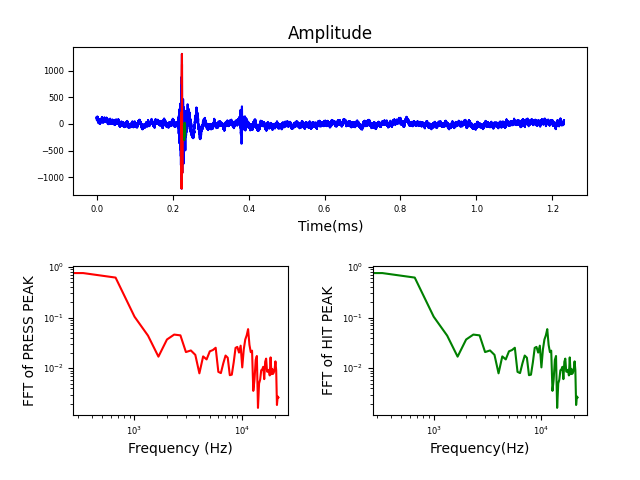 Amplitude
1000
500
0
−500
−1000
0.0 0.2 0.4 0.6 0.8 1.0 1.2
Time(ms)
FFT of PRESS PEAK
10⁰
10⁻¹
10⁻²
10³ 10⁴
Frequency (Hz)
FFT of HIT PEAK
10⁰
10⁻¹
10⁻²
10³ 10⁴
Frequency(Hz)